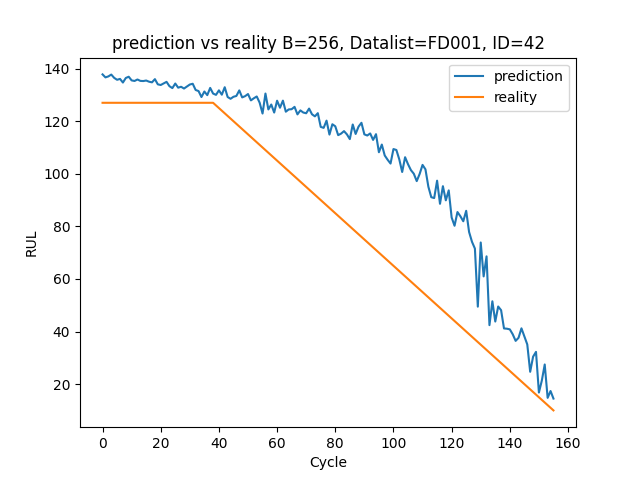 prediction vs reality B=256, Datalist=FD001, ID=42
prediction
reality
RUL
140
120
100
80
60
40
20
0 20 40 60 80 100 120 140 160
Cycle